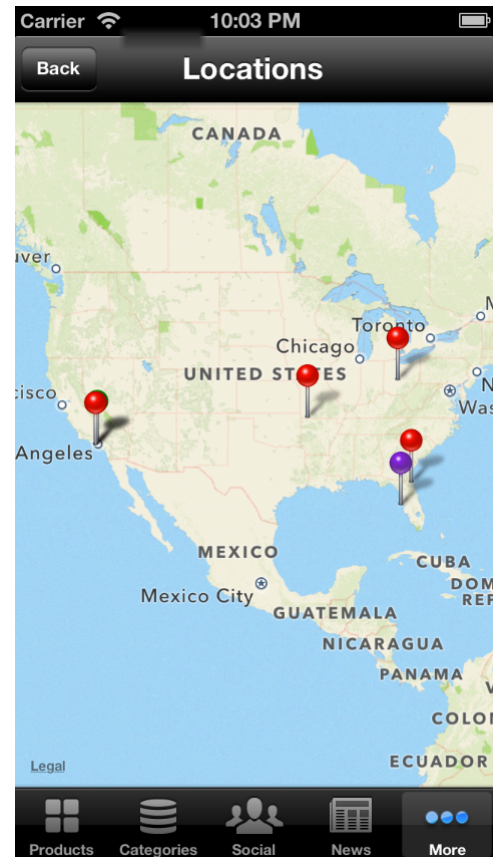 Carrier 10:03 PM
Back Locations
CANADA
Toronto
Chicago
UNITED STATES
Angeles
MEXICO
CUBA
Mexico City
GUATEMALA
NICARAGUA
PANAMA
ECUADOR
Legal
Products Categories Social News More